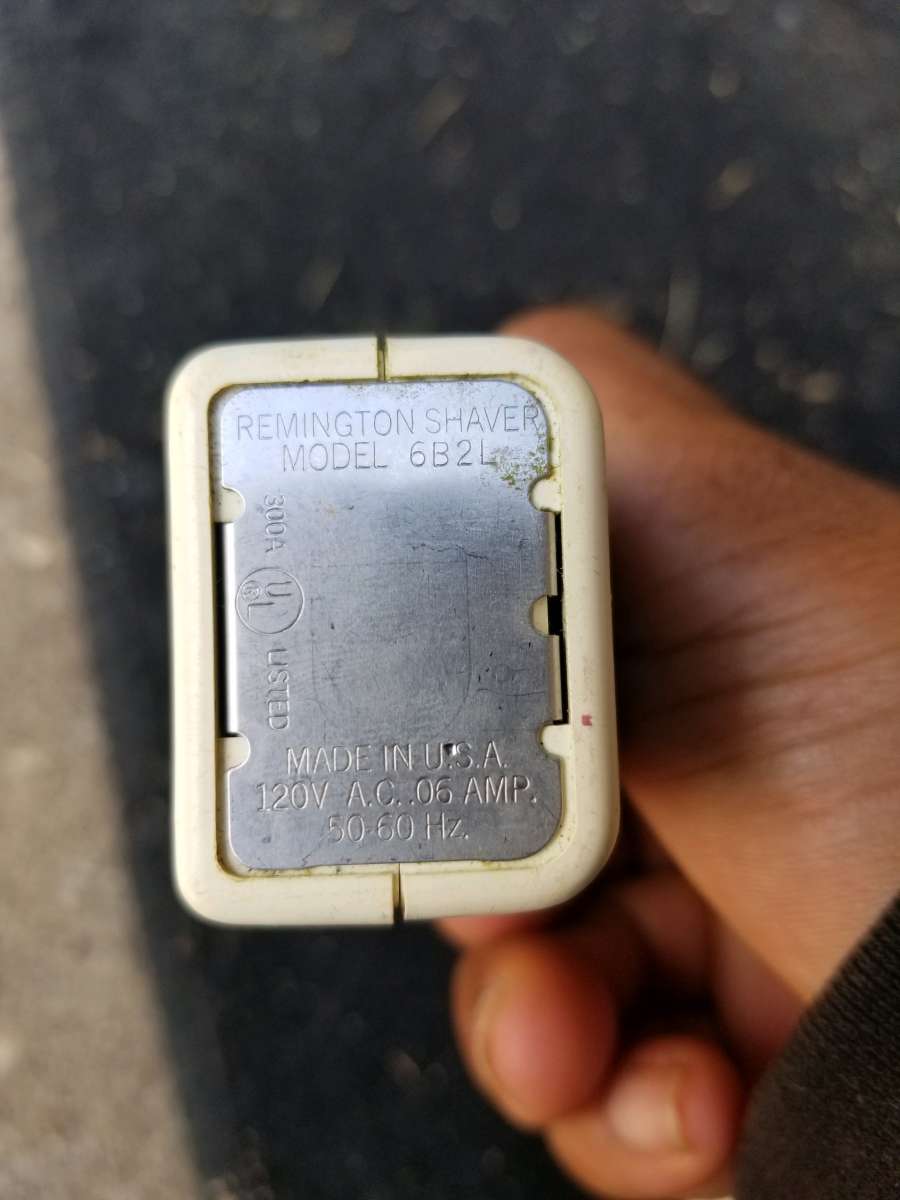 REMINGTON SHAVER
MODEL 6B2L
300A UL LISTED
MADE IN U.S.A.
120V A.C. .06 AMP.
50-60 Hz.